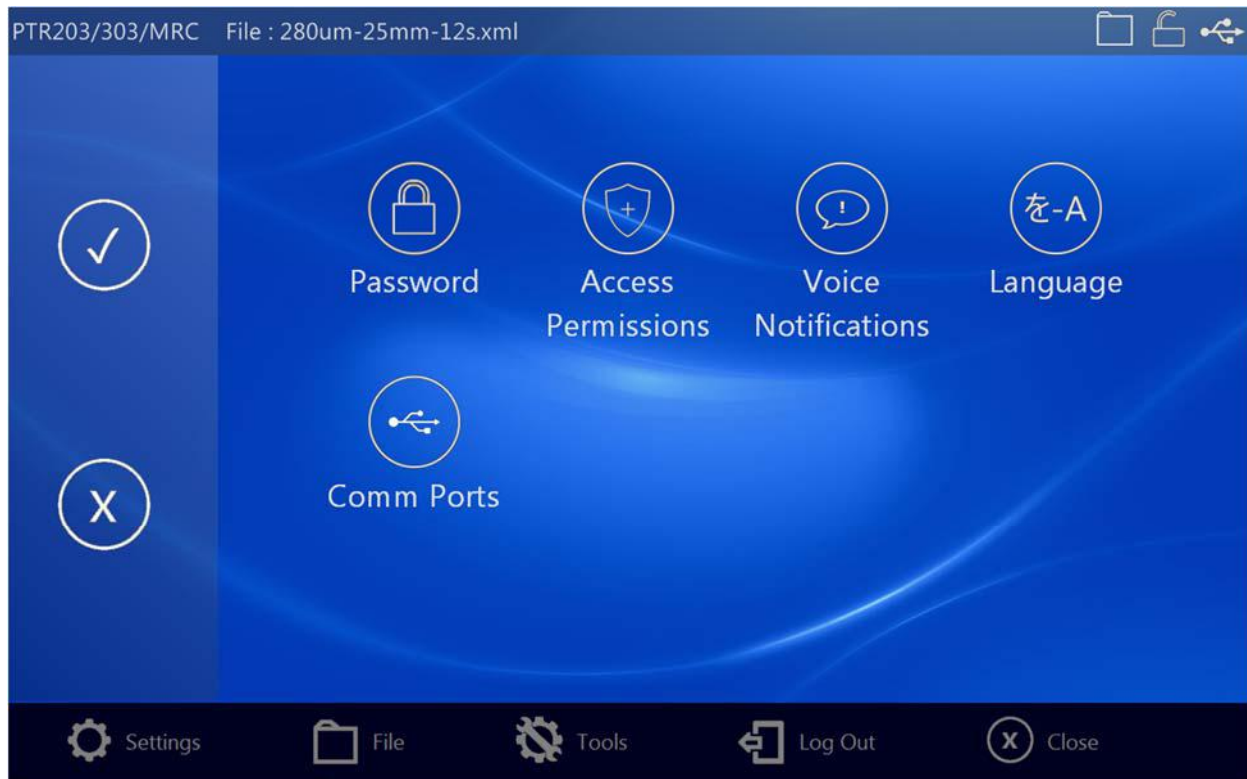 PTR203/303/MRC File : 280um-25mm-12s.xml
を-A
Password
Access
Permissions
Voice
Notifications
Language
X
Comm Ports
Settings
File
Tools
Log Out
X
Close